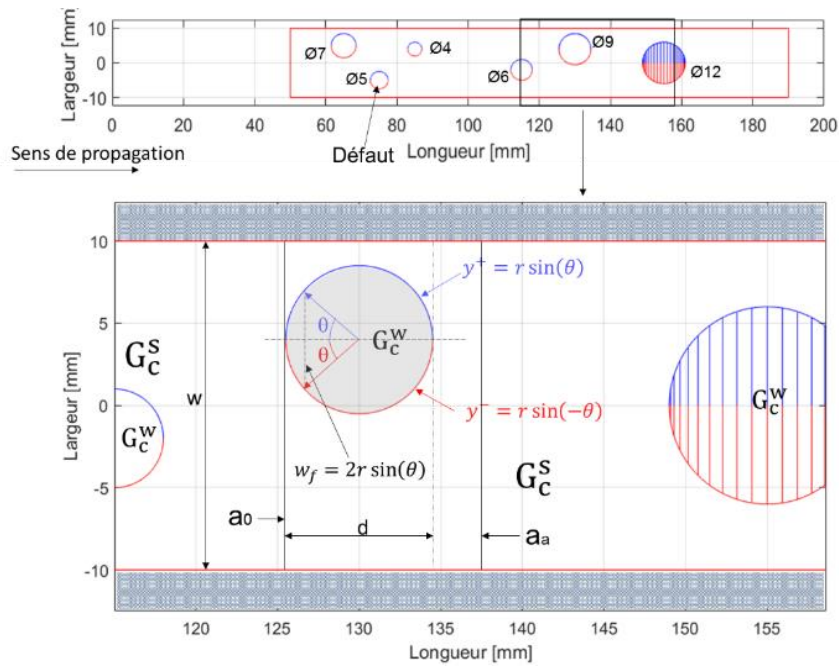 Largeur [mm]
10
0
-10
Ø7
Ø5
Ø4
Ø6
Ø9
Ø12
0 20 40 60 80 100 120 140 160 180 200
Sens de propagation
Défaut
Longueur [mm]
Largeur [mm]
10
5
0
-5
-10
y⁺ = r sin(θ)
θ
θ
G_c^w
G_c^s
w
G_c^w
G_c^w
y⁻ = r sin(-θ)
w_f = 2r sin(θ)
G_c^s
a₀
d
aₐ
120 125 130 135 140 145 150 155
Longueur [mm]